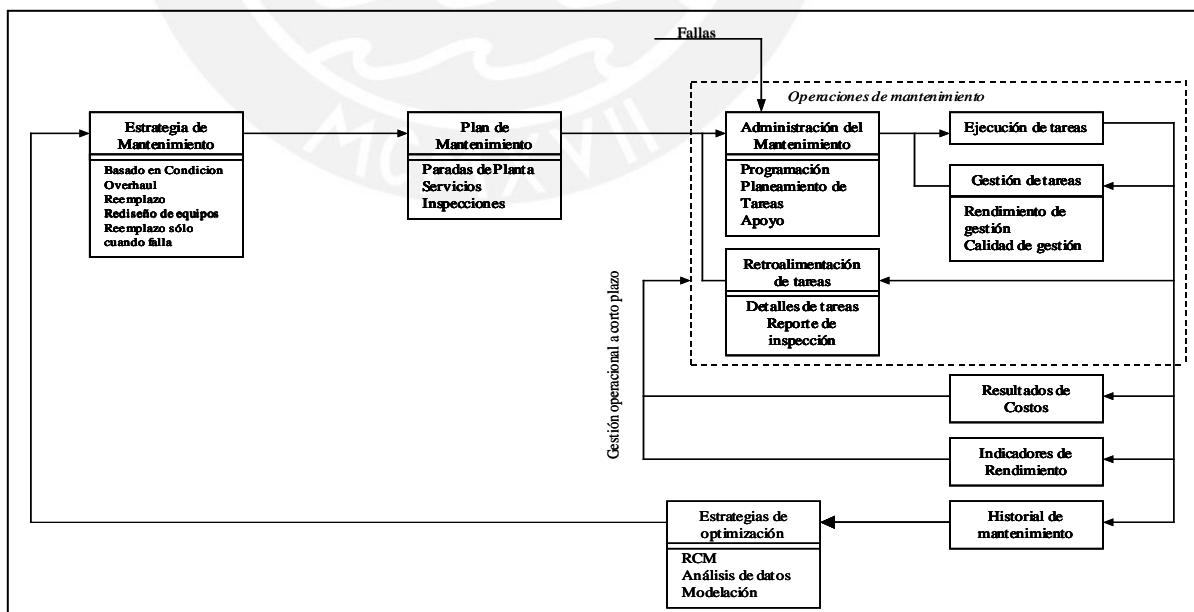 Fallas
Operaciones de mantenimiento
Estrategia de
Mantenimiento
Basado en Condicion
Overhaul
Reemplazo
Rediseño de equipos
Reemplazo sólo
cuando falla
Plan de
Mantenimiento
Paradas de Planta
Servicios
Inspecciones
Administración del
Mantenimiento
Programación
Planeamiento de
Tareas
Apoyo
Ejecución de tareas
Gestión de tareas
Rendimiento de
gestión
Calidad de gestión
Retroalimentación
de tareas
Detalles de tareas
Reporte de
inspección
Gestión operacional a corto plazo
Resultados de
Costos
Indicadores de
Rendimiento
Historial de
mantenimiento
Estrategias de
optimización
RCM
Análisis de datos
Modelación